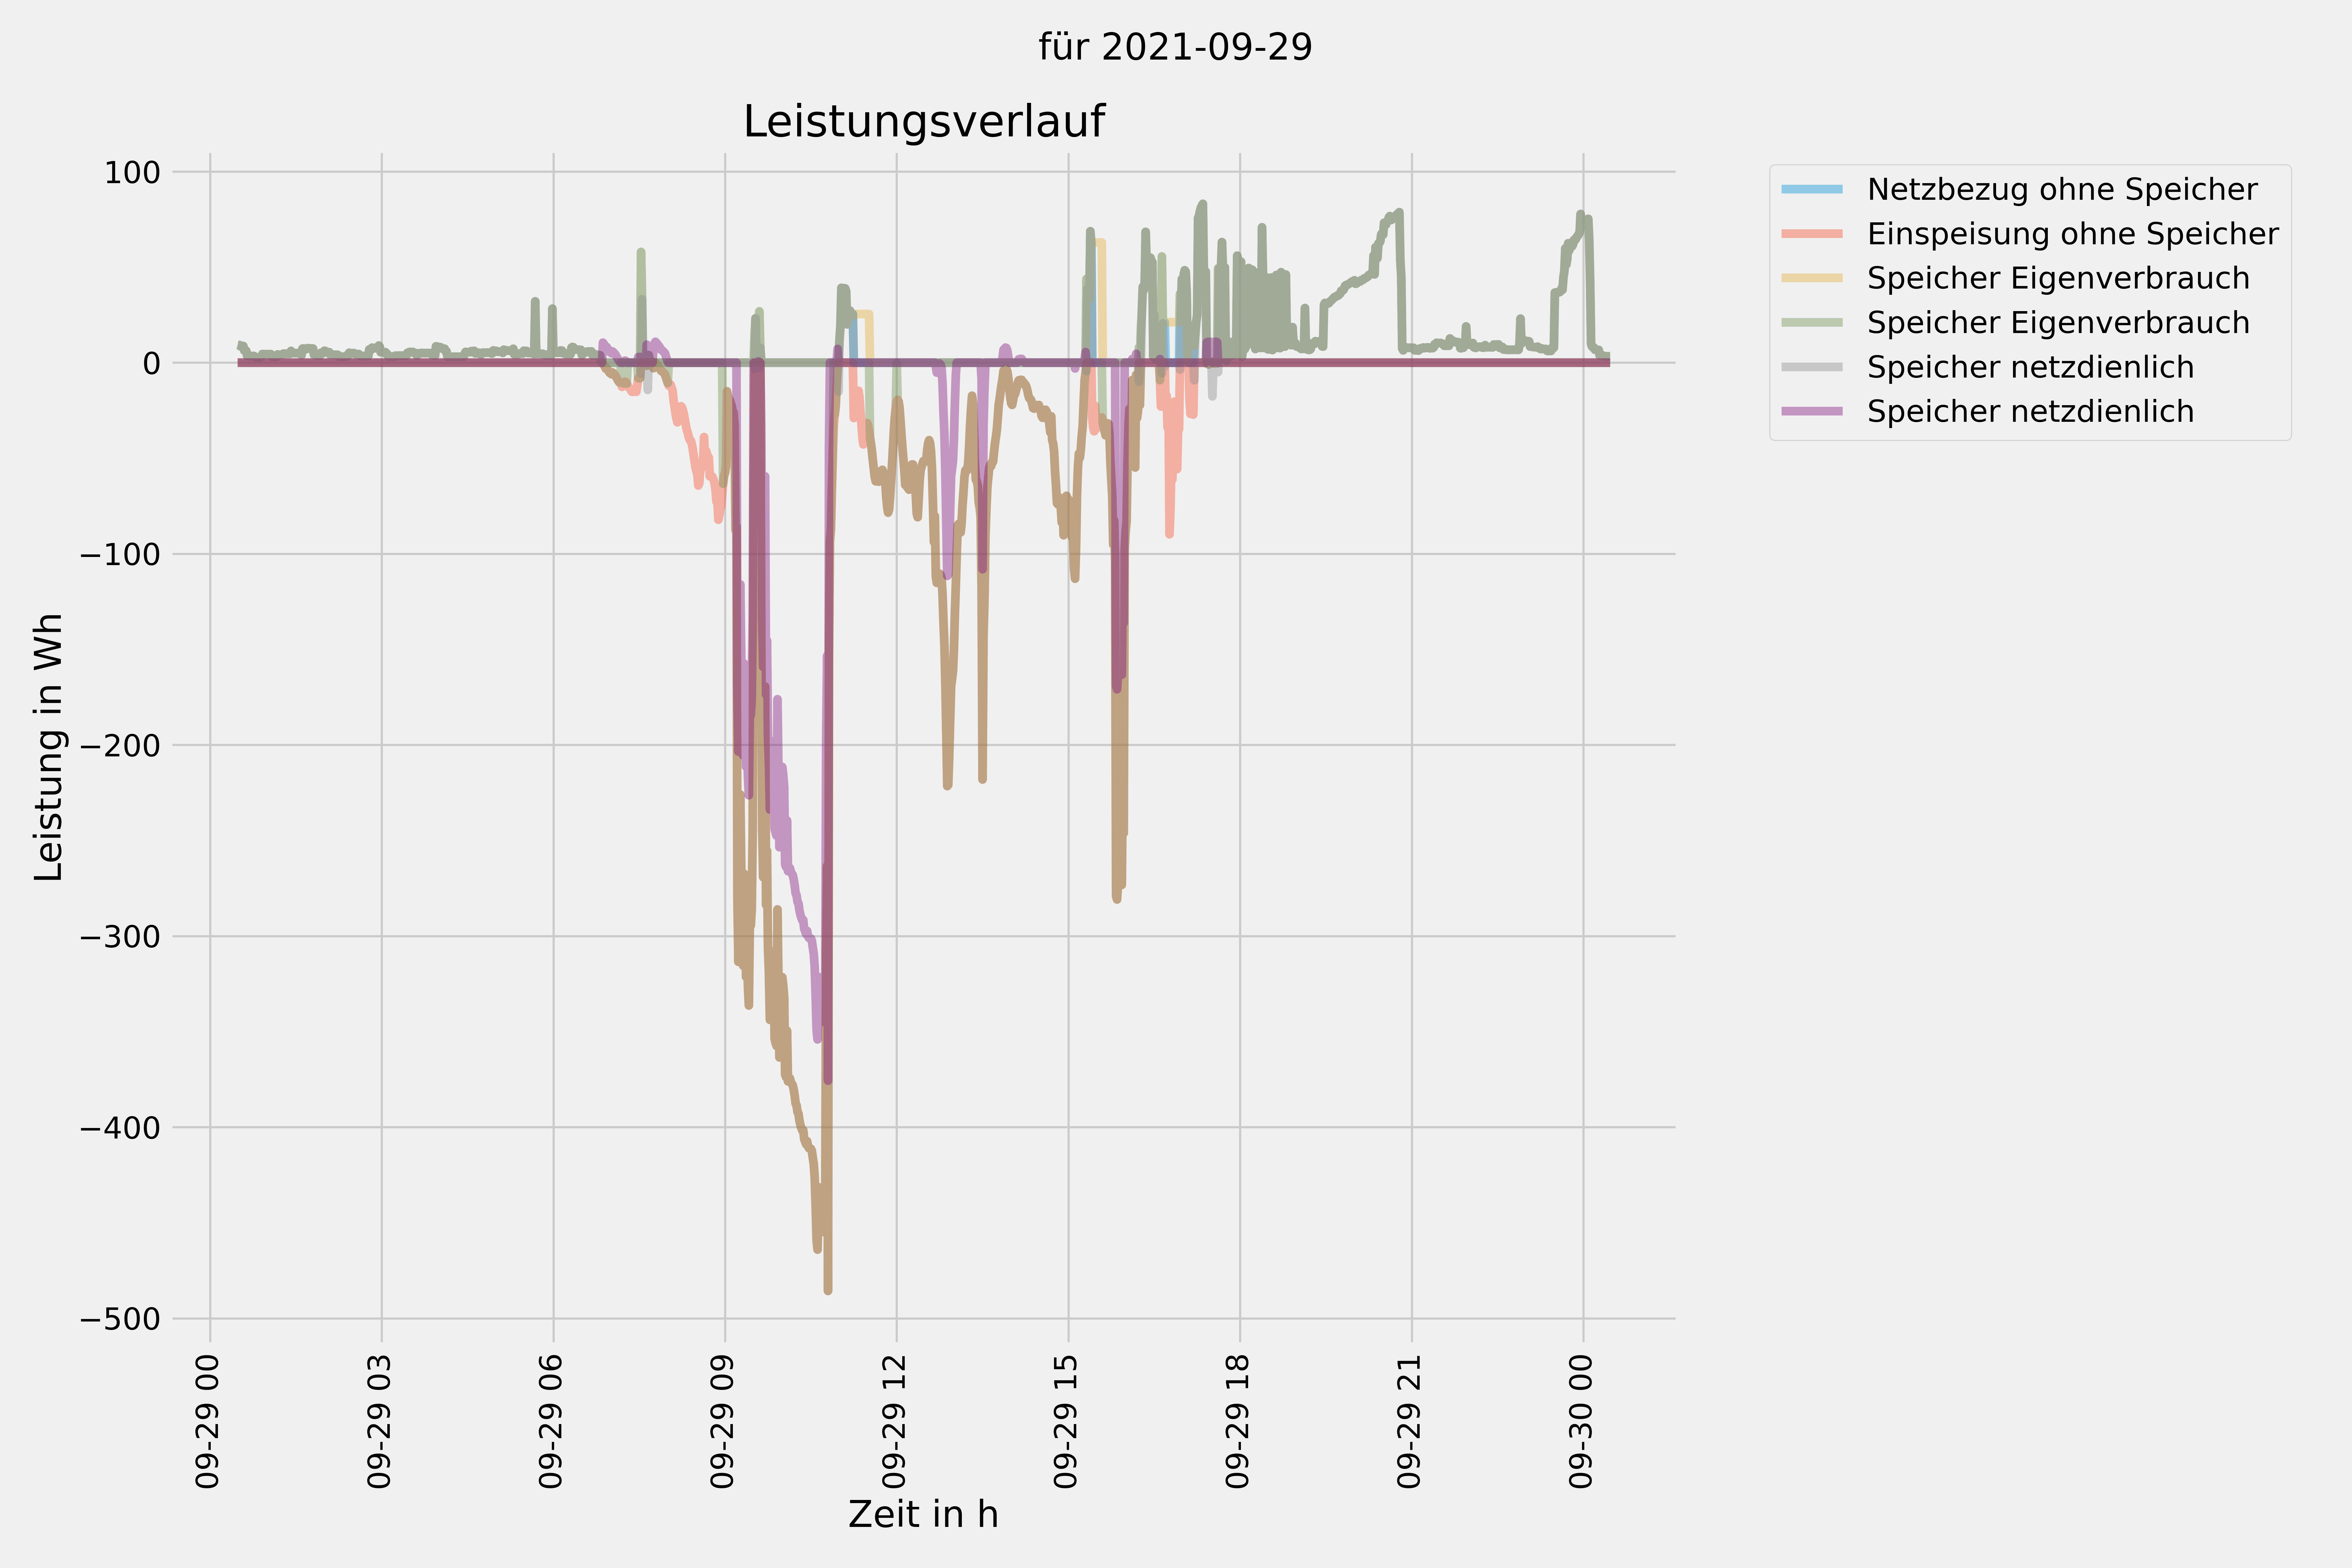 für 2021-09-29
Leistungsverlauf
Leistung in Wh
100
0
−100
−200
−300
−400
−500
09-29 00
09-29 03
09-29 06
09-29 09
09-29 12
09-29 15
09-29 18
09-29 21
09-30 00
Zeit in h
Netzbezug ohne Speicher
Einspeisung ohne Speicher
Speicher Eigenverbrauch
Speicher Eigenverbrauch
Speicher netzdienlich
Speicher netzdienlich